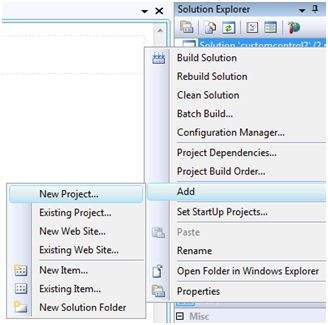 Solution Explorer
Solution 'customcontrol2' (2
Build Solution
Rebuild Solution
Clean Solution
Batch Build...
Configuration Manager...
Project Dependencies...
Project Build Order...
Add
Set StartUp Projects...
Paste
Rename
Open Folder in Windows Explorer
Properties
New Project...
Existing Project...
New Web Site...
Existing Web Site...
New Item...
Existing Item...
New Solution Folder
Misc